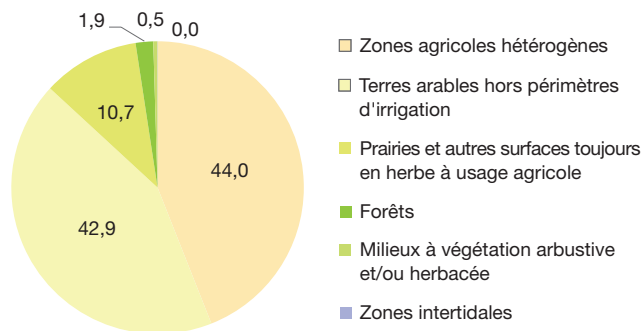 1,9
0,5
0,0
10,7
44,0
42,9
Zones agricoles hétérogènes
Terres arables hors périmètres
d'irrigation
Prairies et autres surfaces toujours
en herbe à usage agricole
Forêts
Milieux à végétation arbustive
et/ou herbacée
Zones intertidales